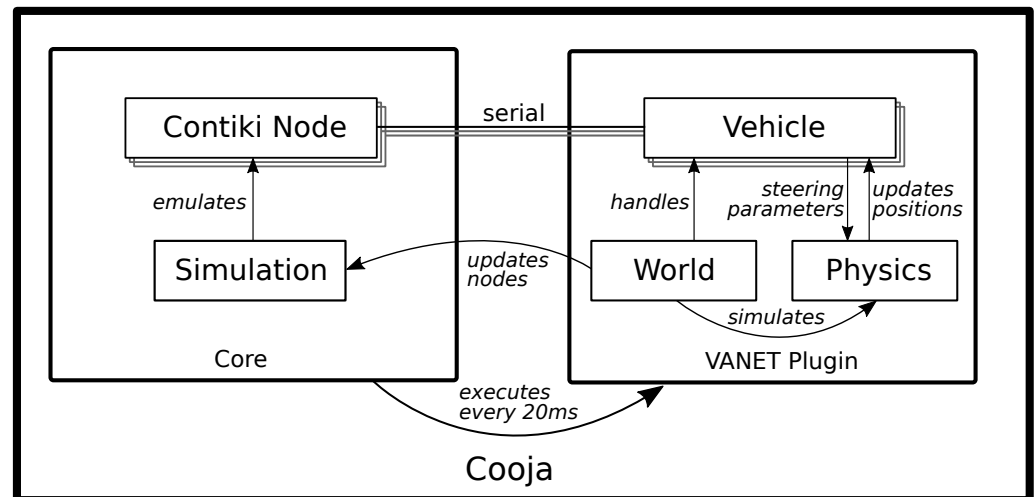 Contiki Node
serial
Vehicle
emulates
handles
steering
parameters
updates
positions
Simulation
updates
nodes
World
Physics
simulates
Core
VANET Plugin
executes
every 20ms
Cooja